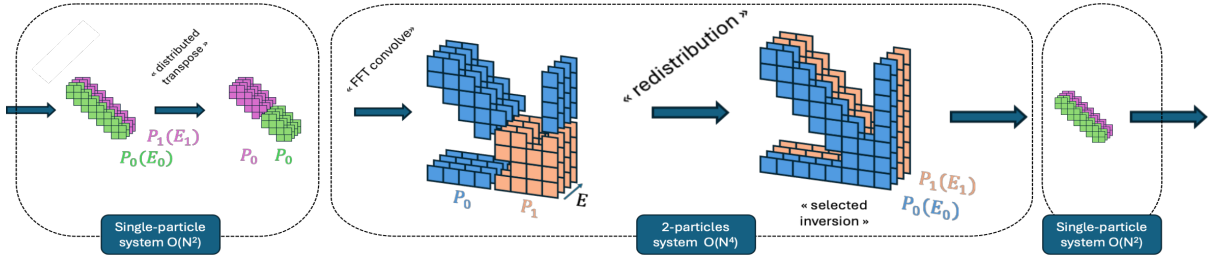 « distributed
transpose »
P₁(E₁)
P₀(E₀)
P₀
P₀
Single-particle
system O(N²)
« FFT convolve»
P₀
P₁
E
« redistribution »
P₁(E₁)
P₀(E₀)
« selected
inversion »
2-particles
system O(N⁴)
Single-particle
system O(N²)